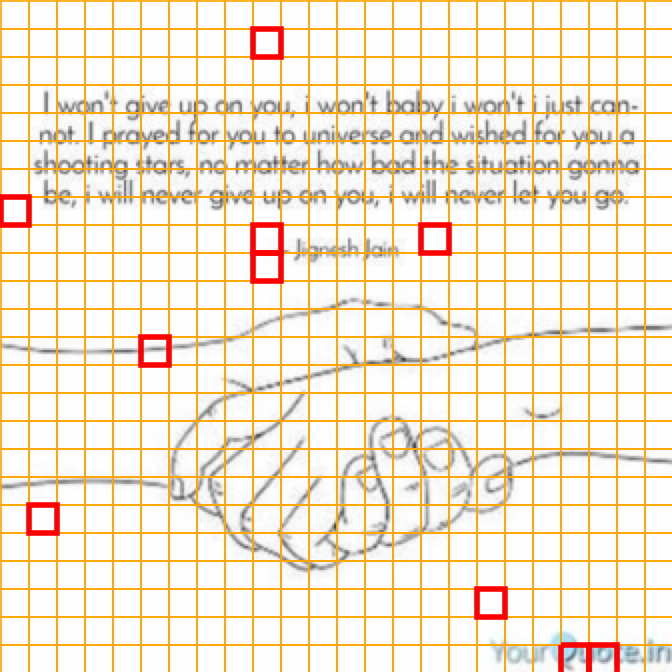 I won't give up on you, i won't baby i won't i just can-
not. I prayed for you to universe and wished for you a
shooting stars, no matter how bad the situation gonna
be, i will never give up on you, i will never let you go.
- Jignesh Jain
YourQuote.in